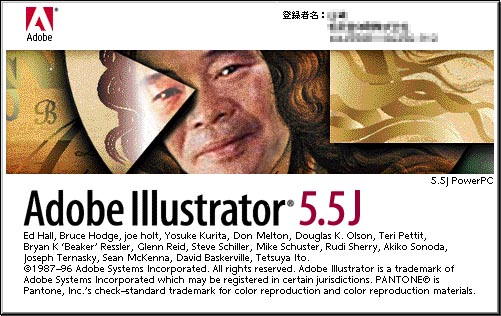 Adobe
登録者名：
5.5J PowerPC
Adobe Illustrator® 5.5J
Ed Hall, Bruce Hodge, joe holt, Yosuke Kurita, Don Melton, Douglas K. Olson, Teri Pettit,
Bryan K ‘Beaker’ Ressler, Glenn Reid, Steve Schiller, Mike Schuster, Rudi Sherry, Akiko Sonoda,
Joseph Ternasky, Sean McKenna, David Baskerville, Tetsuya Ito.
©1987–96 Adobe Systems Incorporated. All rights reserved. Adobe Illustrator is a trademark of
Adobe Systems Incorporated which may be registered in certain jurisdictions. PANTONE® is
Pantone, Inc.’s check–standard trademark for color reproduction and color reproduction materials.